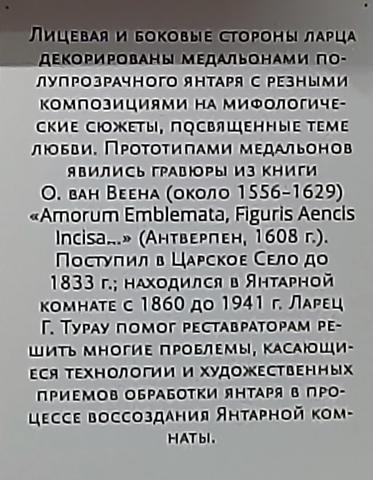 Лицевая и боковые стороны ларца
декорированы медальонами по-
лупрозрачного янтаря с резными
композициями на мифологиче-
ские сюжеты, посвященные теме
любви. Прототипами медальонов
явились гравюры из книги
О. ван Веена (около 1556–1629)
«Amorum Emblemata, Figuris Aencis
Incisa...» (Антверпен, 1608 г.).
Поступил в Царское Село до
1833 г.; находился в Янтарной
комнате с 1860 до 1941 г. Ларец
Г. Турау помог реставраторам ре-
шить многие проблемы, касающи-
еся технологии и художественных
приемов обработки янтаря в про-
цессе воссоздания Янтарной ком-
наты.